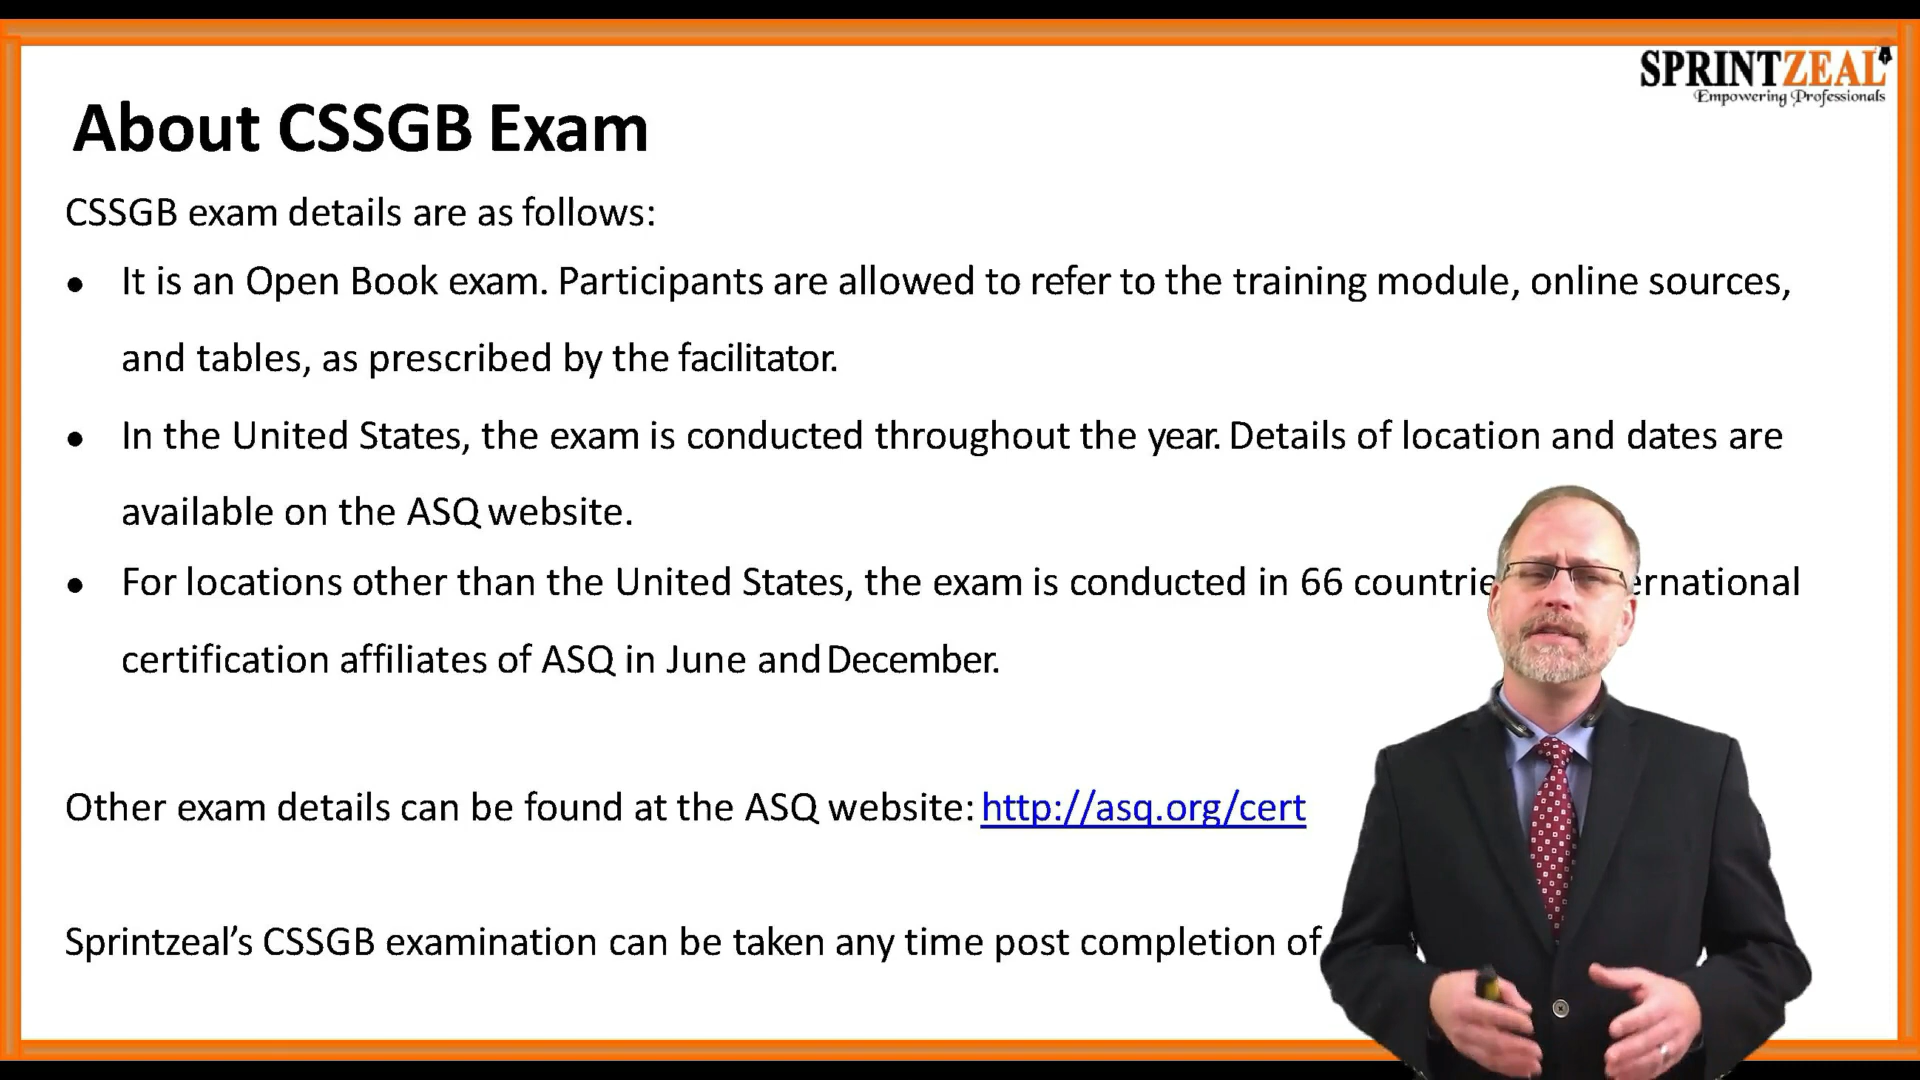 SPRINTZEAL
Empowering Professionals
About CSSGB Exam
CSSGB exam details are as follows:
• It is an Open Book exam. Participants are allowed to refer to the training module, online sources,
and tables, as prescribed by the facilitator.
• In the United States, the exam is conducted throughout the year. Details of location and dates are
available on the ASQ website.
• For locations other than the United States, the exam is conducted in 66 
certification affiliates of ASQ in June and December.
Other exam details can be found at the ASQ website: http://asq.org/cert
Sprintzeal's CSSGB examination can be taken any time post completion of